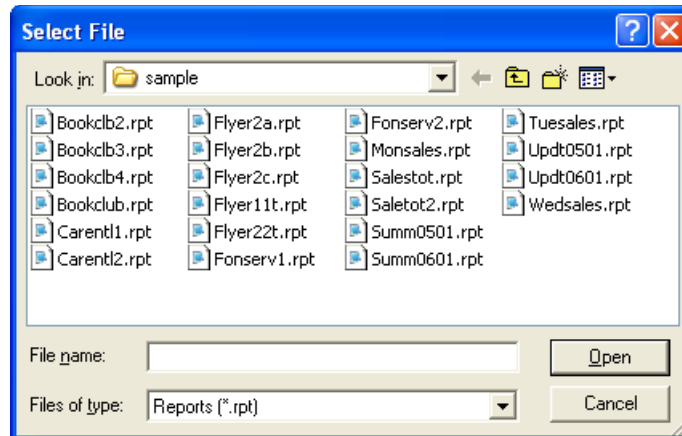 Select File
Look in: sample
Bookclb2.rpt Flyer2a.rpt Fonserv2.rpt Tuesales.rpt
Bookclb3.rpt Flyer2b.rpt Monsales.rpt Updt0501.rpt
Bookclb4.rpt Flyer2c.rpt Salestot.rpt Updt0601.rpt
Bookclub.rpt Flyer11t.rpt Saletot2.rpt Wedsales.rpt
Carentl1.rpt Flyer22t.rpt Summ0501.rpt
Carentl2.rpt Fonserv1.rpt Summ0601.rpt
File name: Open
Files of type: Reports (*.rpt) Cancel